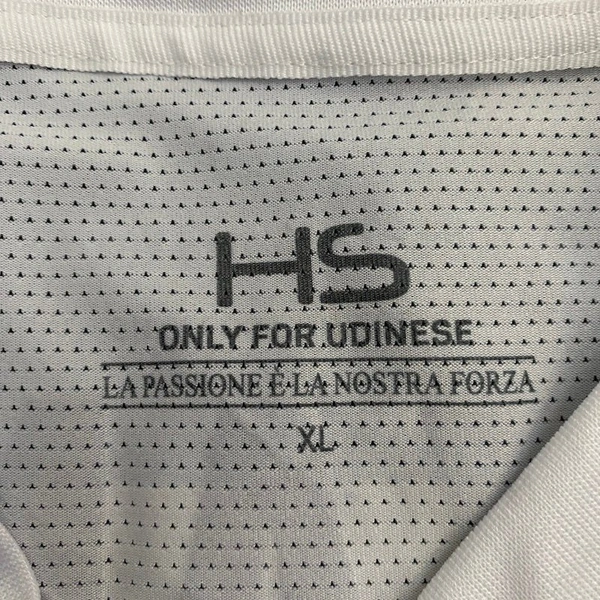 HS
ONLY FOR UDINESE
LA PASSIONE É LA NOSTRA FORZA
XL